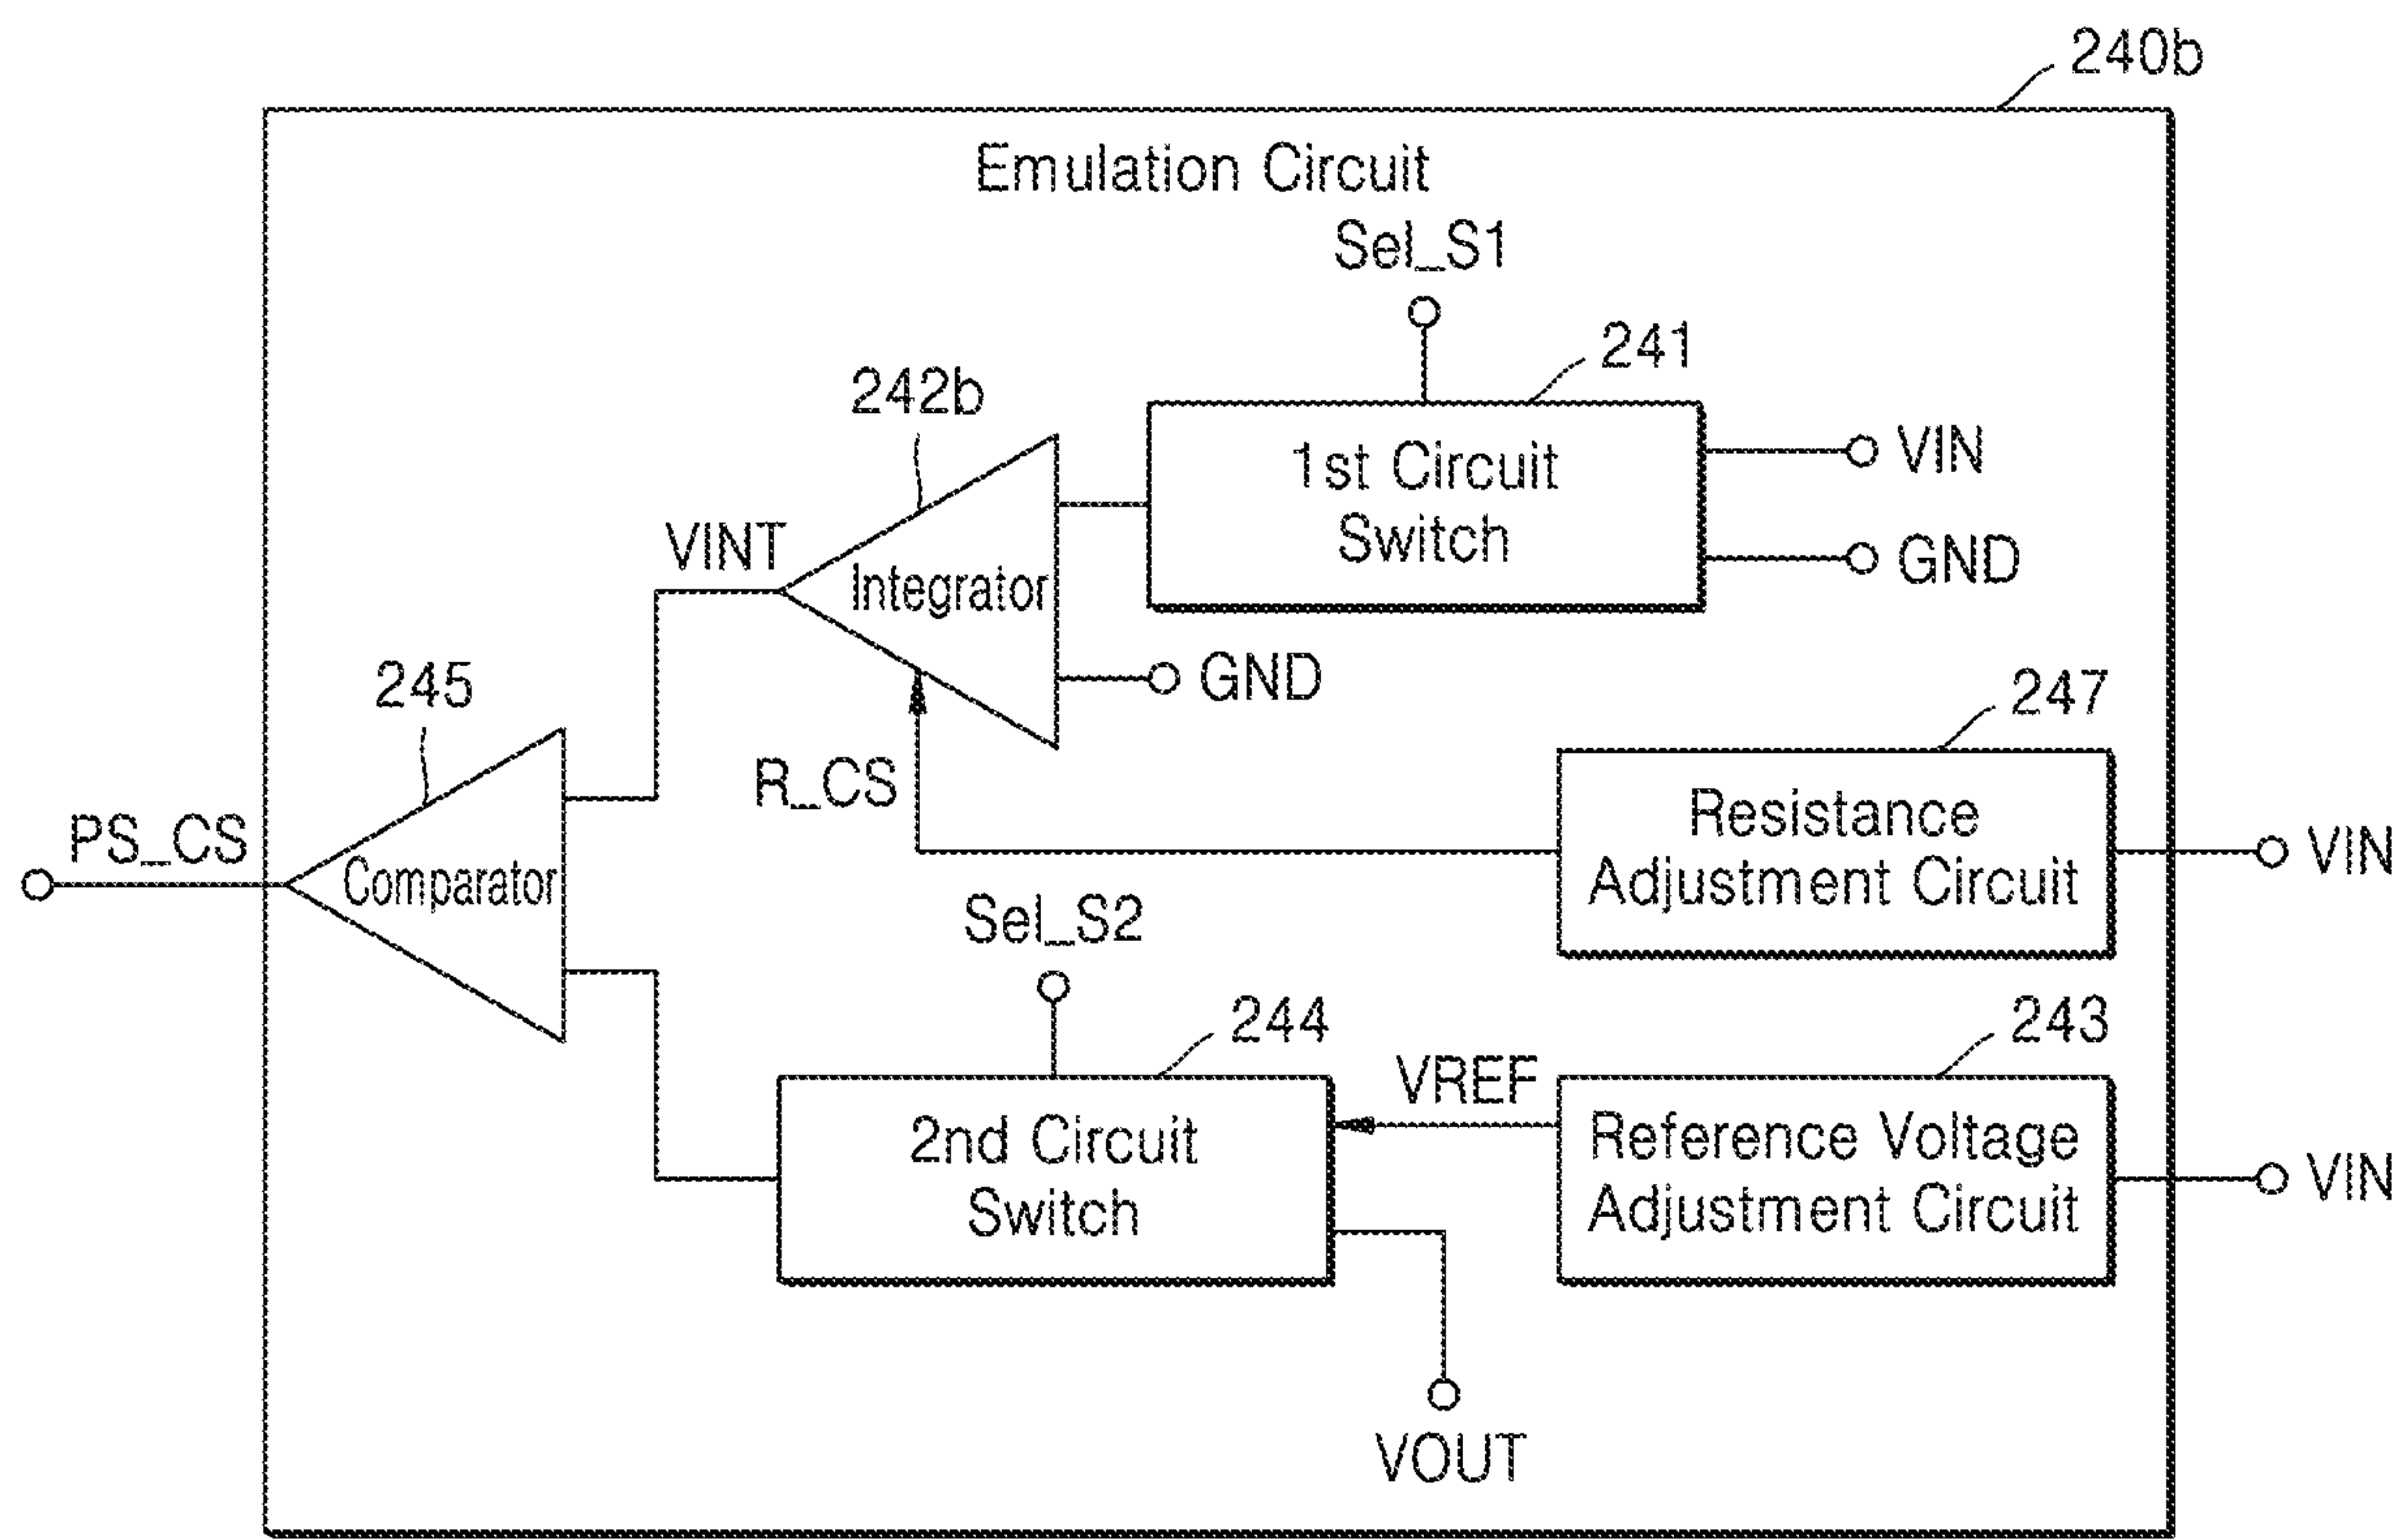 240b
Emulation Circuit
Sel_S1
241
242b
1st Circuit
Switch
VIN
GND
VINT
Integrator
GND
245
247
R_CS
Resistance
Adjustment Circuit
VIN
PS_CS
Comparator
Sel_S2
244
243
VREF
2nd Circuit
Switch
Reference Voltage
Adjustment Circuit
VIN
VOUT